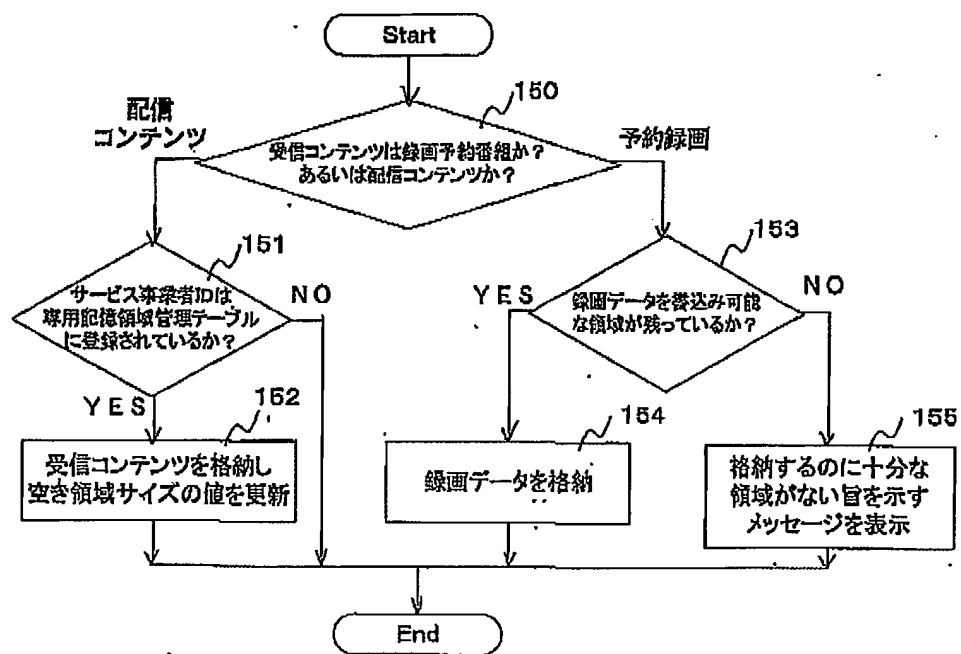 Start
150
配信
コンテンツ
受信コンテンツは録画予約番組か?
あるいは配信コンテンツか?
予約録画
151
サービス事業者IDは
専用記憶領域管理テーブル
に登録されているか?
NO
YES
153
YES
録画データを書込み可能
な領域が残っているか?
NO
152
受信コンテンツを格納し
空き領域サイズの値を更新
154
録画データを格納
155
格納するのに十分な
領域がない旨を示す
メッセージを表示
End